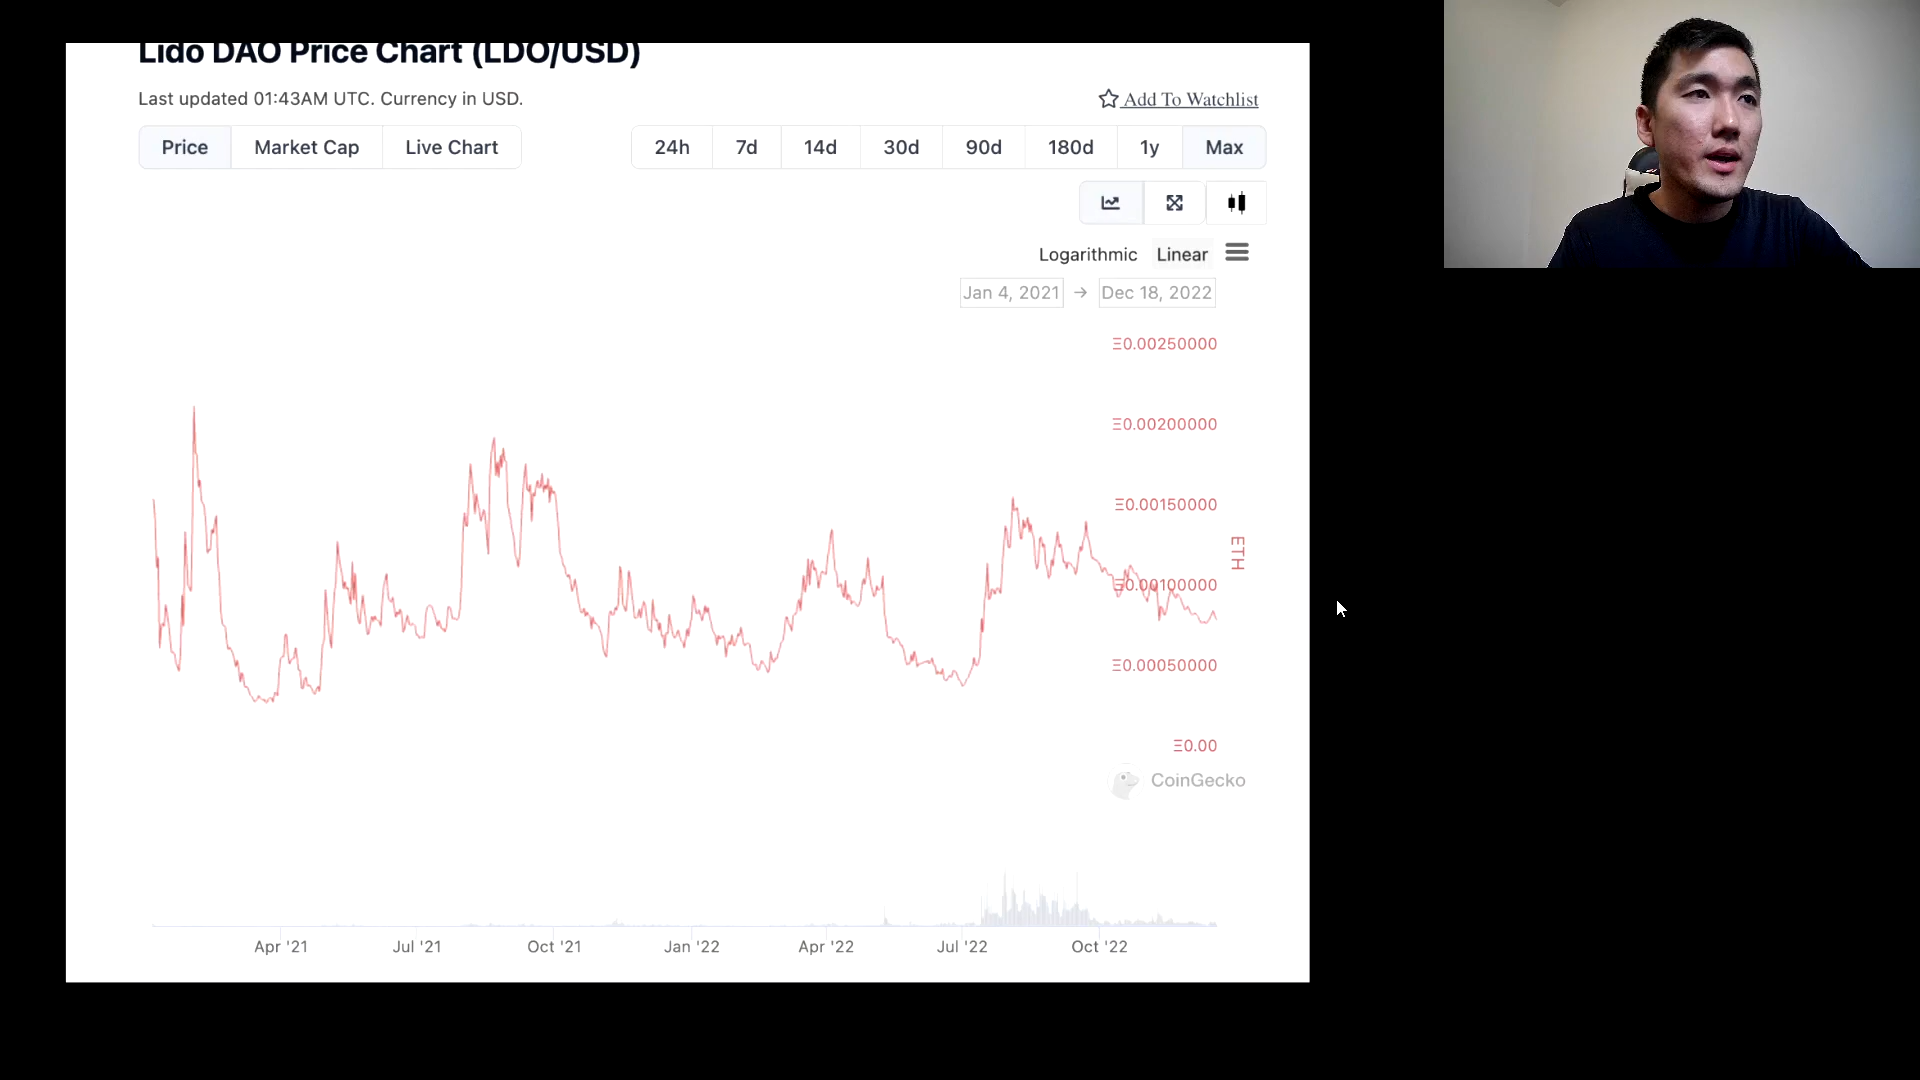 Lido DAO Price Chart (LDO/USD)
Last updated 01:43AM UTC. Currency in USD.
Add To Watchlist
Price Market Cap Live Chart 24h 7d 14d 30d 90d 180d 1y Max
Logarithmic Linear
Jan 4, 2021 → Dec 18, 2022
Ξ0.00250000
Ξ0.00200000
Ξ0.00150000
ETH
Ξ0.00100000
Ξ0.00050000
Ξ0.00
CoinGecko
Apr '21 Jul '21 Oct '21 Jan '22 Apr '22 Jul '22 Oct '22